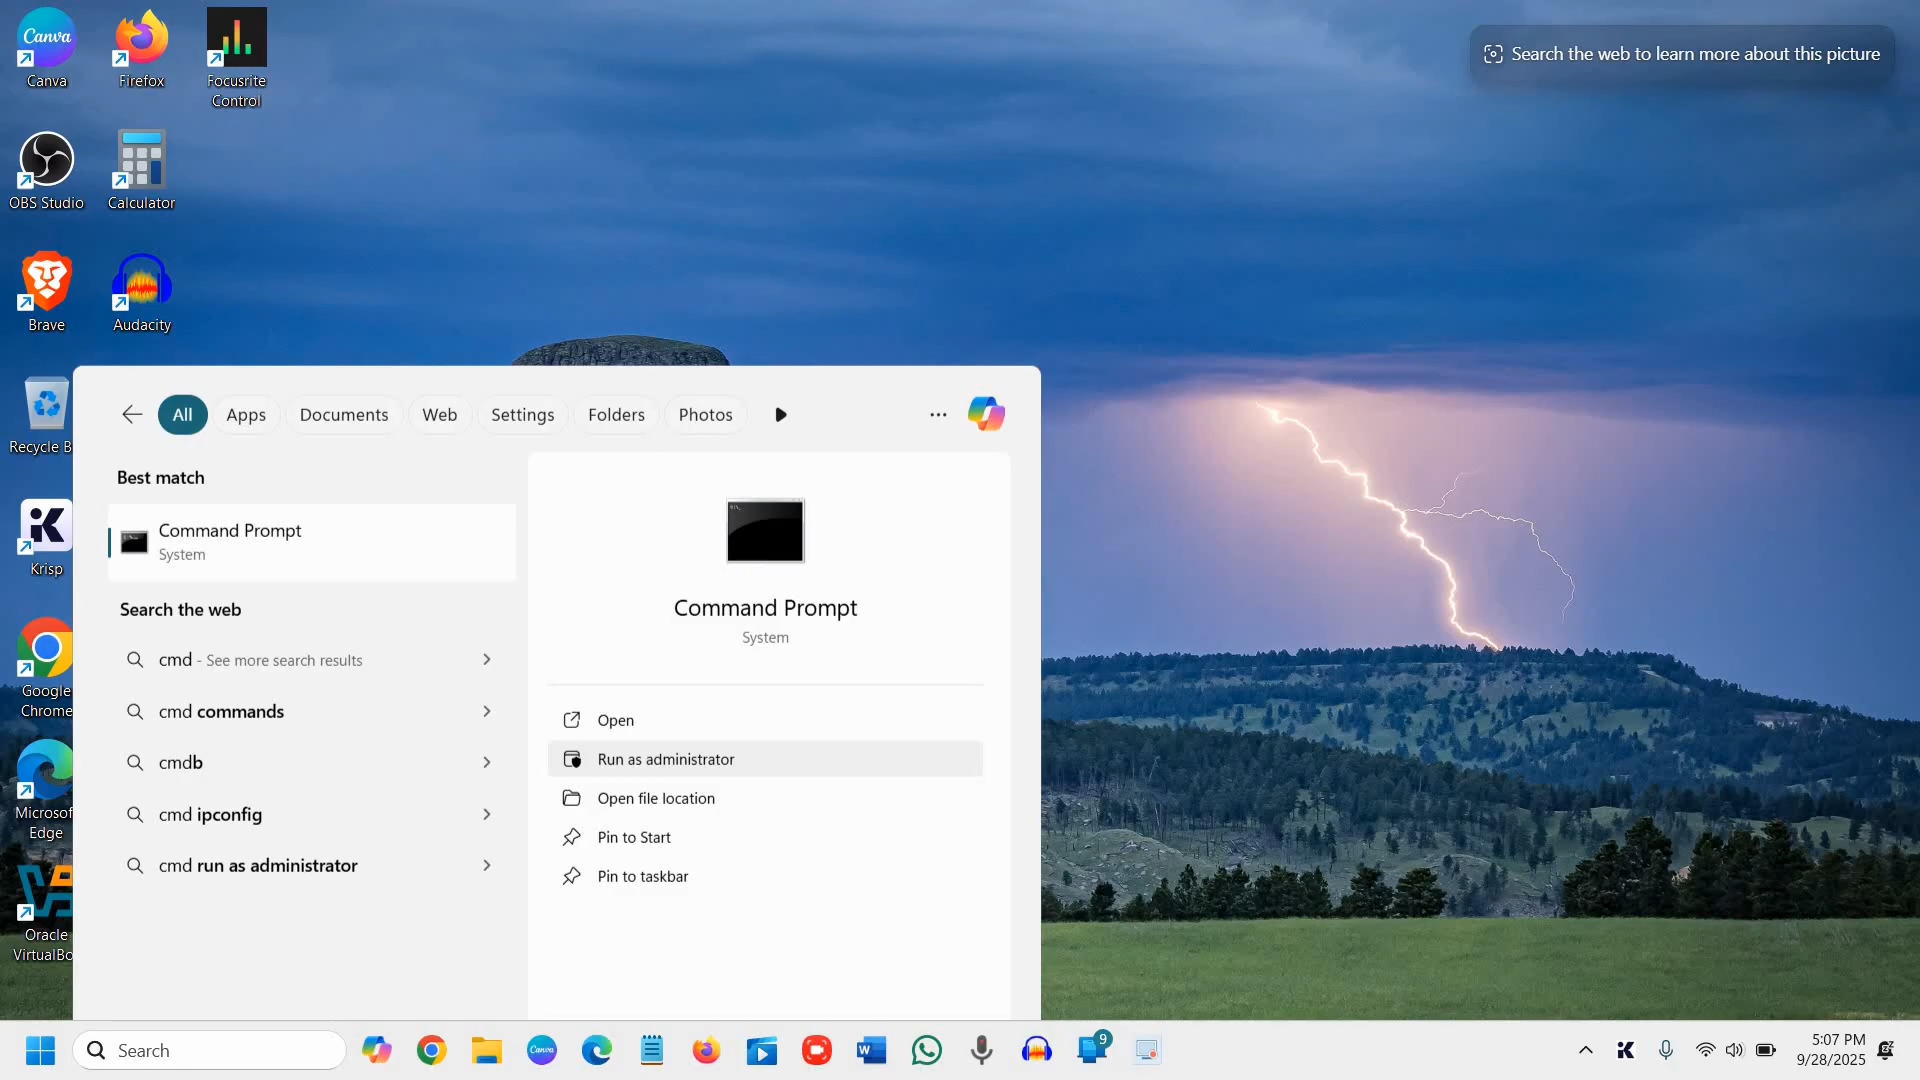 Canva
Canva
Firefox
Focusrite
Control
Search the web to learn more about this picture
OBS Studio
Calculator
Brave
Audacity
Recycle B
Krisp
Google
Chrome
Microsof
Edge
Oracle
VirtualBo
All
Apps
Documents
Web
Settings
Folders
Photos
Best match
Command Prompt
System
Search the web
cmd - See more search results
cmd commands
cmdb
cmd ipconfig
cmd run as administrator
Command Prompt
System
Open
Run as administrator
Open file location
Pin to Start
Pin to taskbar
Search
Canva
9
5:07 PM
9/28/2025